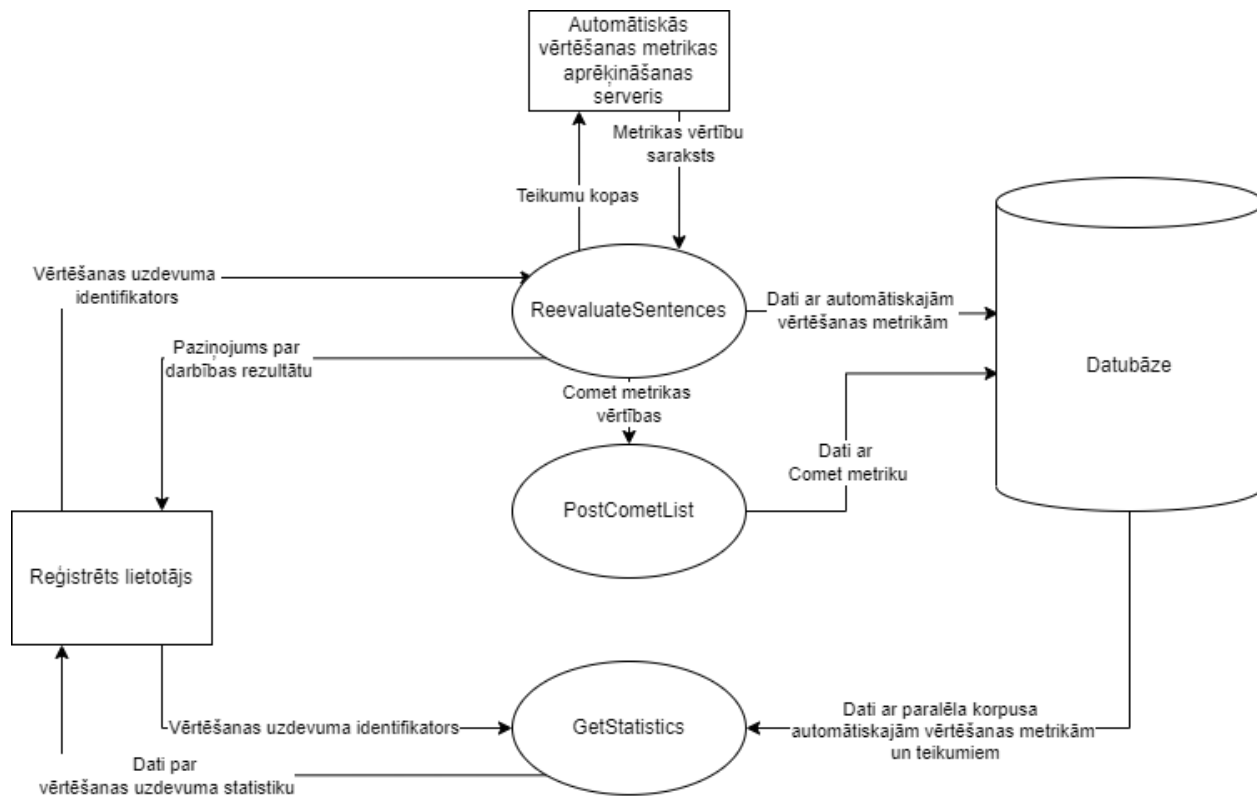 Automātiskās
vērtēšanas metrikas
aprēķināšanas
serveris
Metrikas vērtību
saraksts
Teikumu kopas
Vērtēšanas uzdevuma
identifikators
ReevaluateSentences
Dati ar automātiskajām
vērtēšanas metrikām
Paziņojums par
darbības rezultātu
Datubāze
Comet metrikas
vērtības
Dati ar
Comet metriku
PostCometList
Reģistrēts lietotājs
Vērtēšanas uzdevuma identifikators
GetStatistics
Dati ar paralēla korpusa
automātiskajām vērtēšanas metrikām
un teikumiem
Dati par
vērtēšanas uzdevuma statistiku